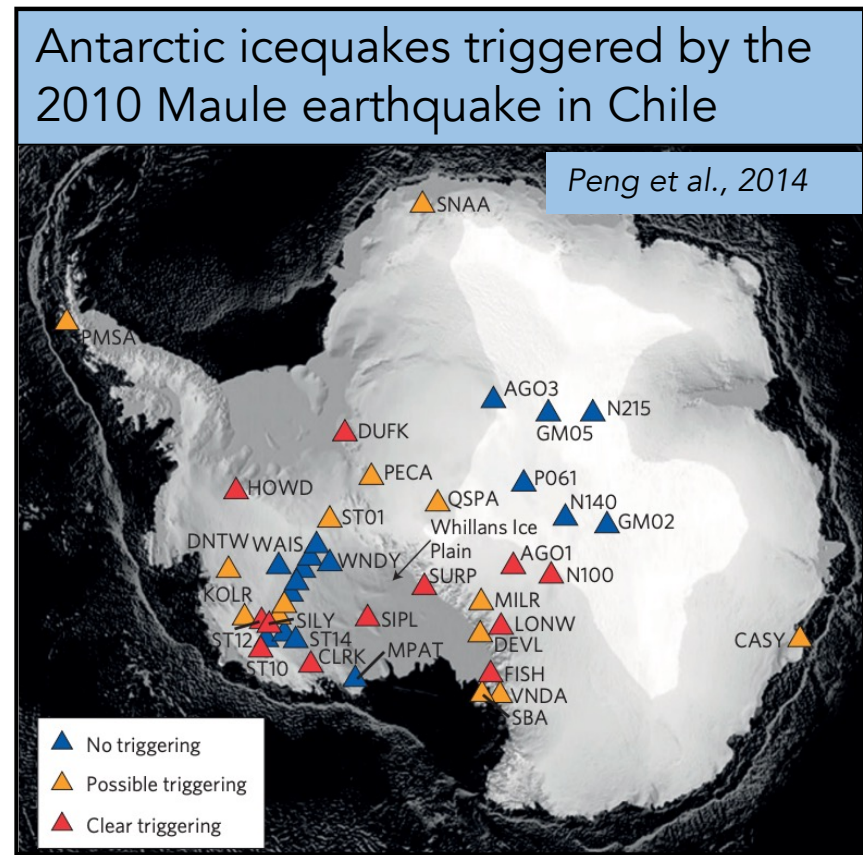 Antarctic icequakes triggered by the
2010 Maule earthquake in Chile
Peng et al., 2014
SNAA
PMSA
AGO3
N215
GM05
DUFK
PECA
P061
HOWD
QSPA
N140
ST01
GM02
Whillans Ice
Plain
DNTW
WAIS
WNDY
AGO1
SURP
N100
KOLR
MILR
SILY
SIPL
LONW
ST12
ST14
DEVL
CASY
MPAT
CLRK
ST10
FISH
VNDA
SBA
No triggering
Possible triggering
Clear triggering